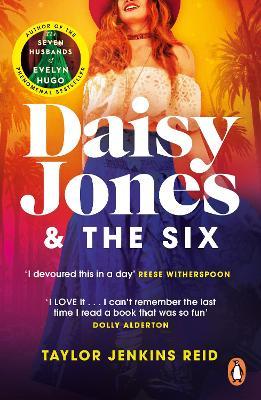 AUTHOR OF THE
THE
SEVEN
HUSBANDS
OF
EVELYN HUGO
PHENOMENAL BESTSELLER
Daisy
Jones
& THE SIX
‘I devoured this in a day’ REESE WITHERSPOON
‘I LOVE it . . . I can’t remember the last
time I read a book that was so fun’
DOLLY ALDERTON
TAYLOR JENKINS REID